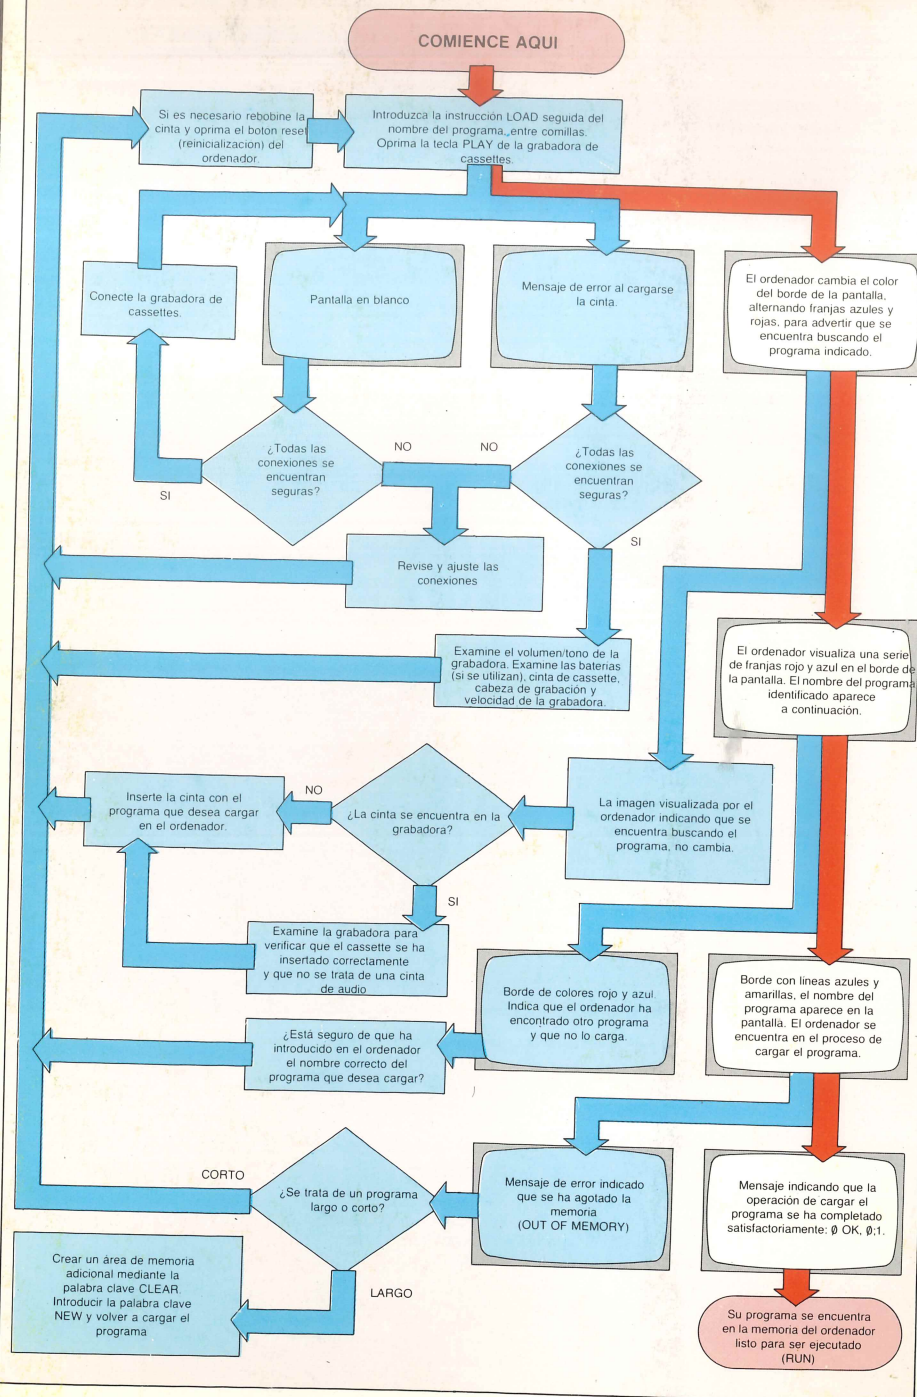 COMIENCE AQUI
Si es necesario rebobine la
cinta y oprima el boton reset
(reinicializacion) del
ordenador.
Introduzca la instrucción LOAD seguida del
nombre del programa, entre comillas.
Oprima la tecla PLAY de la grabadora de
cassettes.
Conecte la grabadora de
cassettes.
Pantalla en blanco
Mensaje de error al cargarse
la cinta.
El ordenador cambia el color
del borde de la pantalla,
alternando franjas azules y
rojas, para advertir que se
encuentra buscando el
programa indicado.
¿Todas las
conexiones se
encuentran
seguras?
NO
NO
¿Todas las
conexiones se
encuentran
seguras?
SI
SI
Revise y ajuste las
conexiones
Examine el volumen/tono de la
grabadora. Examine las baterías
(si se utilizan), cinta de cassette,
cabeza de grabación y
velocidad de la grabadora.
El ordenador visualiza una serie
de franjas rojo y azul en el borde de
la pantalla. El nombre del programa
identificado aparece
a continuación.
Inserte la cinta con el
programa que desea cargar
en el ordenador.
NO
¿La cinta se encuentra en la
grabadora?
La imagen visualizada por el
ordenador indicando que se
encuentra buscando el
programa, no cambia.
SI
Examine la grabadora para
verificar que el cassette se ha
insertado correctamente
y que no se trata de una cinta
de audio
Borde de colores rojo y azul.
Indica que el ordenador ha
encontrado otro programa
y que no lo carga.
Borde con lineas azules y
amarillas, el nombre del
programa aparece en la
pantalla. El ordenador se
encuentra en el proceso de
cargar el programa.
¿Está seguro de que ha
introducido en el ordenador
el nombre correcto del
programa que desea cargar?
CORTO
¿Se trata de un programa
largo o corto?
Mensaje de error indicado
que se ha agotado la
memoria
(OUT OF MEMORY)
Mensaje indicando que la
operación de cargar el
programa se ha completado
satisfactoriamente: Ø OK, Ø;1.
Crear un área de memoria
adicional mediante la
palabra clave CLEAR.
Introducir la palabra clave
NEW y volver a cargar el
programa
LARGO
Su programa se encuentra
en la memoria del ordenador
listo para ser ejecutado
(RUN)